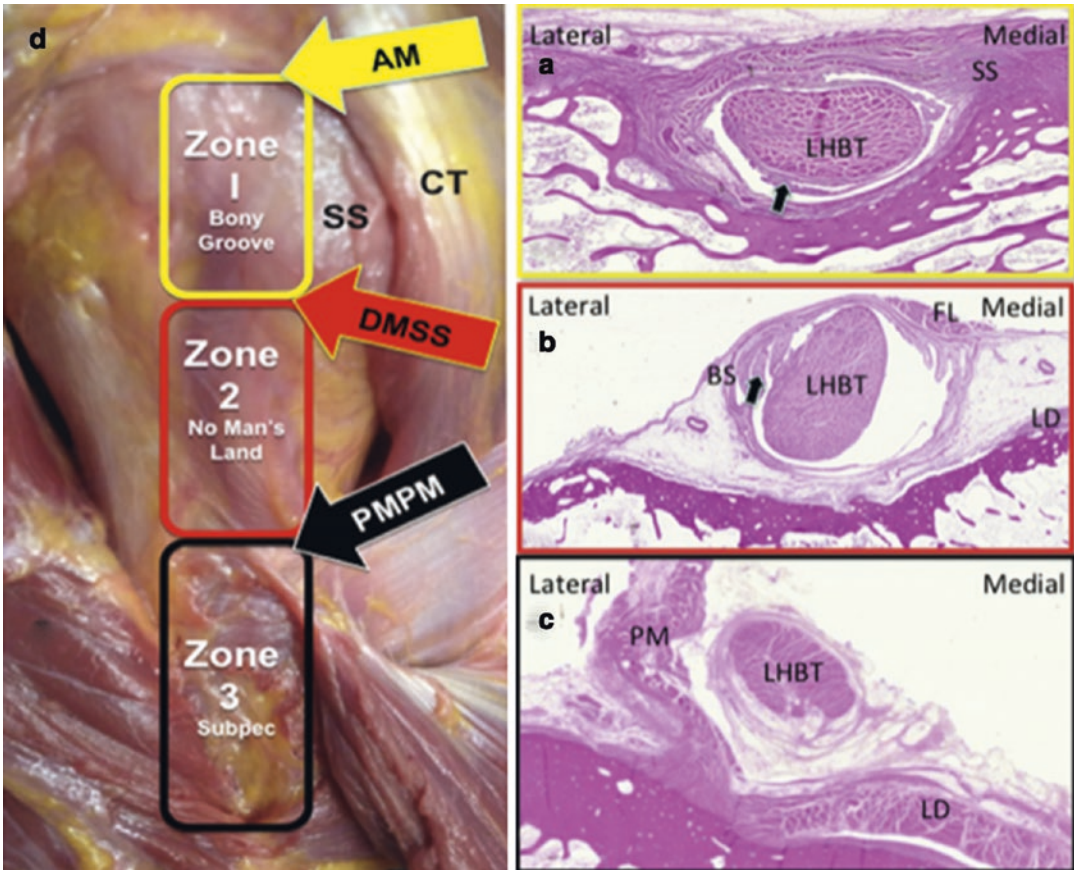 d
AM
Zone
1
Bony
Groove
SS
CT
DMSS
Zone
2
No Man's
Land
PMPM
Zone
3
Subpec
Lateral
Medial
a
SS
LHBT
Lateral
FL
Medial
b
BS
LHBT
LD
Lateral
Medial
c
PM
LHBT
LD